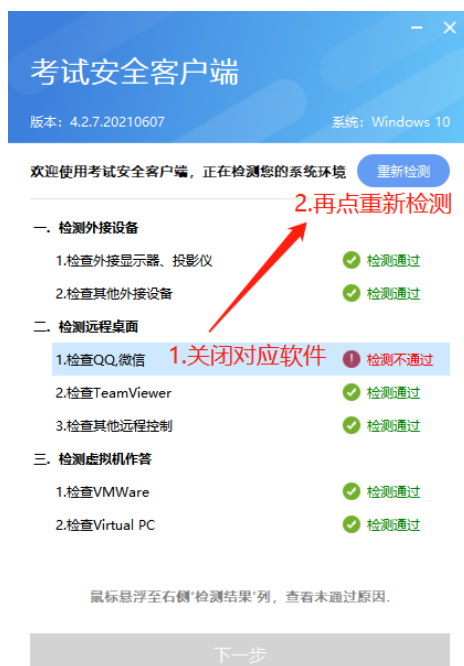 考试安全客户端
版本：4.2.7.20210607 系统：Windows 10
欢迎使用考试安全客户端，正在检测您的系统环境 重新检测
2.再点重新检测
一. 检测外接设备
1.检查外接显示器、投影仪 检测通过
2.检查其他外接设备 检测通过
二. 检测远程桌面
1.检查QQ,微信 1.关闭对应软件 检测不通过
2.检查TeamViewer 检测通过
3.检查其他远程控制 检测通过
三. 检测虚拟机作答
1.检查VMWare 检测通过
2.检查Virtual PC 检测通过
鼠标悬浮至右侧'检测结果'列，查看未通过原因.
下一步